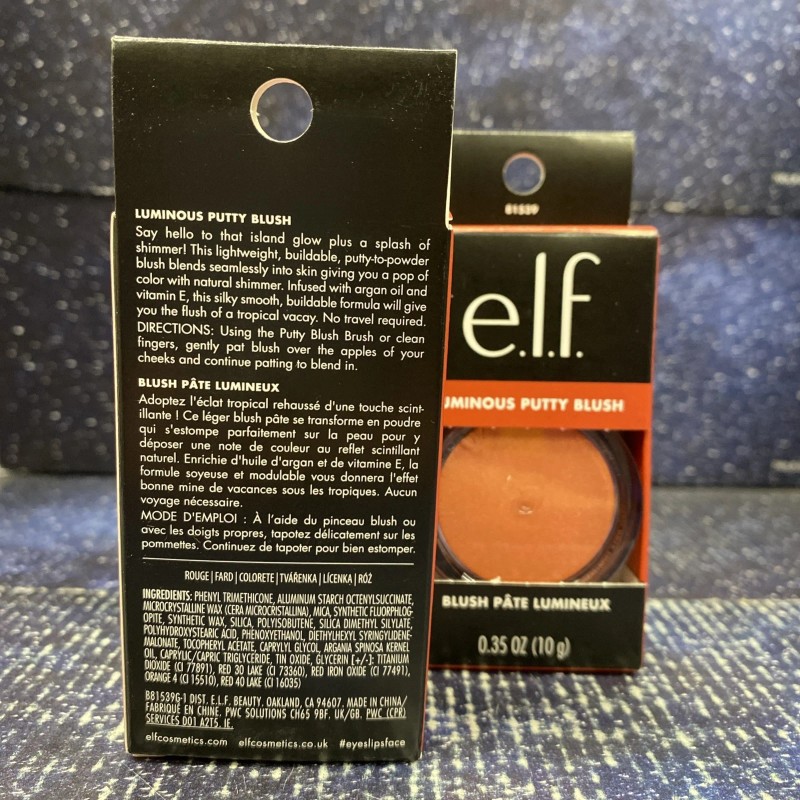 LUMINOUS PUTTY BLUSH
Say hello to that island glow plus a splash of
shimmer! This lightweight, buildable, putty-to-powder
blush blends seamlessly into skin giving you a pop of
color with natural shimmer. Infused with argan oil and
vitamin E, this silky smooth, buildable formula will give
you the flush of a tropical vacay. No travel required.
DIRECTIONS: Using the Putty Blush Brush or clean
fingers, gently pat blush over the apples of your
cheeks and continue patting to blend in.
BLUSH PÂTE LUMINEUX
Adoptez l'éclat tropical rehaussé d'une touche scint-
illante ! Ce léger blush pâte se transforme en poudre
qui s'estompe parfaitement sur la peau pour y
déposer une note de couleur au reflet scintillant
naturel. Enrichie d'huile d'argan et de vitamine E, la
formule soyeuse et modulable vous donnera l'effet
bonne mine de vacances sous les tropiques. Aucun
voyage nécessaire.
MODE D'EMPLOI : À l'aide du pinceau blush ou
avec les doigts propres, tapotez délicatement sur les
pommettes. Continuez de tapoter pour bien estomper.
ROUGE | FARD | COLORETE | TVÁŘENKA | LÍCENKA | RÓŻ
INGREDIENTS: PHENYL TRIMETHICONE, ALUMINUM STARCH OCTENYLSUCCINATE,
MICROCRYSTALLINE WAX (CERA MICROCRISTALLINA), MICA, SYNTHETIC FLUORPHLOG-
OPITE, SYNTHETIC WAX, SILICA, POLYISOBUTENE, SILICA DIMETHYL SILYLATE,
POLYHYDROXYSTEARIC ACID, PHENOXYETHANOL, DIETHYLHEXYL SYRINGYLIDENE-
MALONATE, TOCOPHERYL ACETATE, CAPRYLYL GLYCOL, ARGANIA SPINOSA KERNEL
OIL, CAPRYLIC/CAPRIC TRIGLYCERIDE, TIN OXIDE, GLYCERIN [+/-]: TITANIUM
DIOXIDE (CI 77891), RED 30 LAKE (CI 73360), RED IRON OXIDE (CI 77491),
ORANGE 4 (CI 15510), RED 40 LAKE (CI 16035)
B81539G-1 DIST. E.L.F. BEAUTY. OAKLAND, CA 94607. MADE IN CHINA/
FABRIQUÉ EN CHINE. PWC SOLUTIONS CH65 9BF. UK/GB. PWC (CPR)
SERVICES D01 A2T5. IE.
elfcosmetics.com elfcosmetics.co.uk #eyeslipsface
81539
e.l.f.
UMINOUS PUTTY BLUSH
BLUSH PÂTE LUMINEUX
0.35 OZ (10 g)